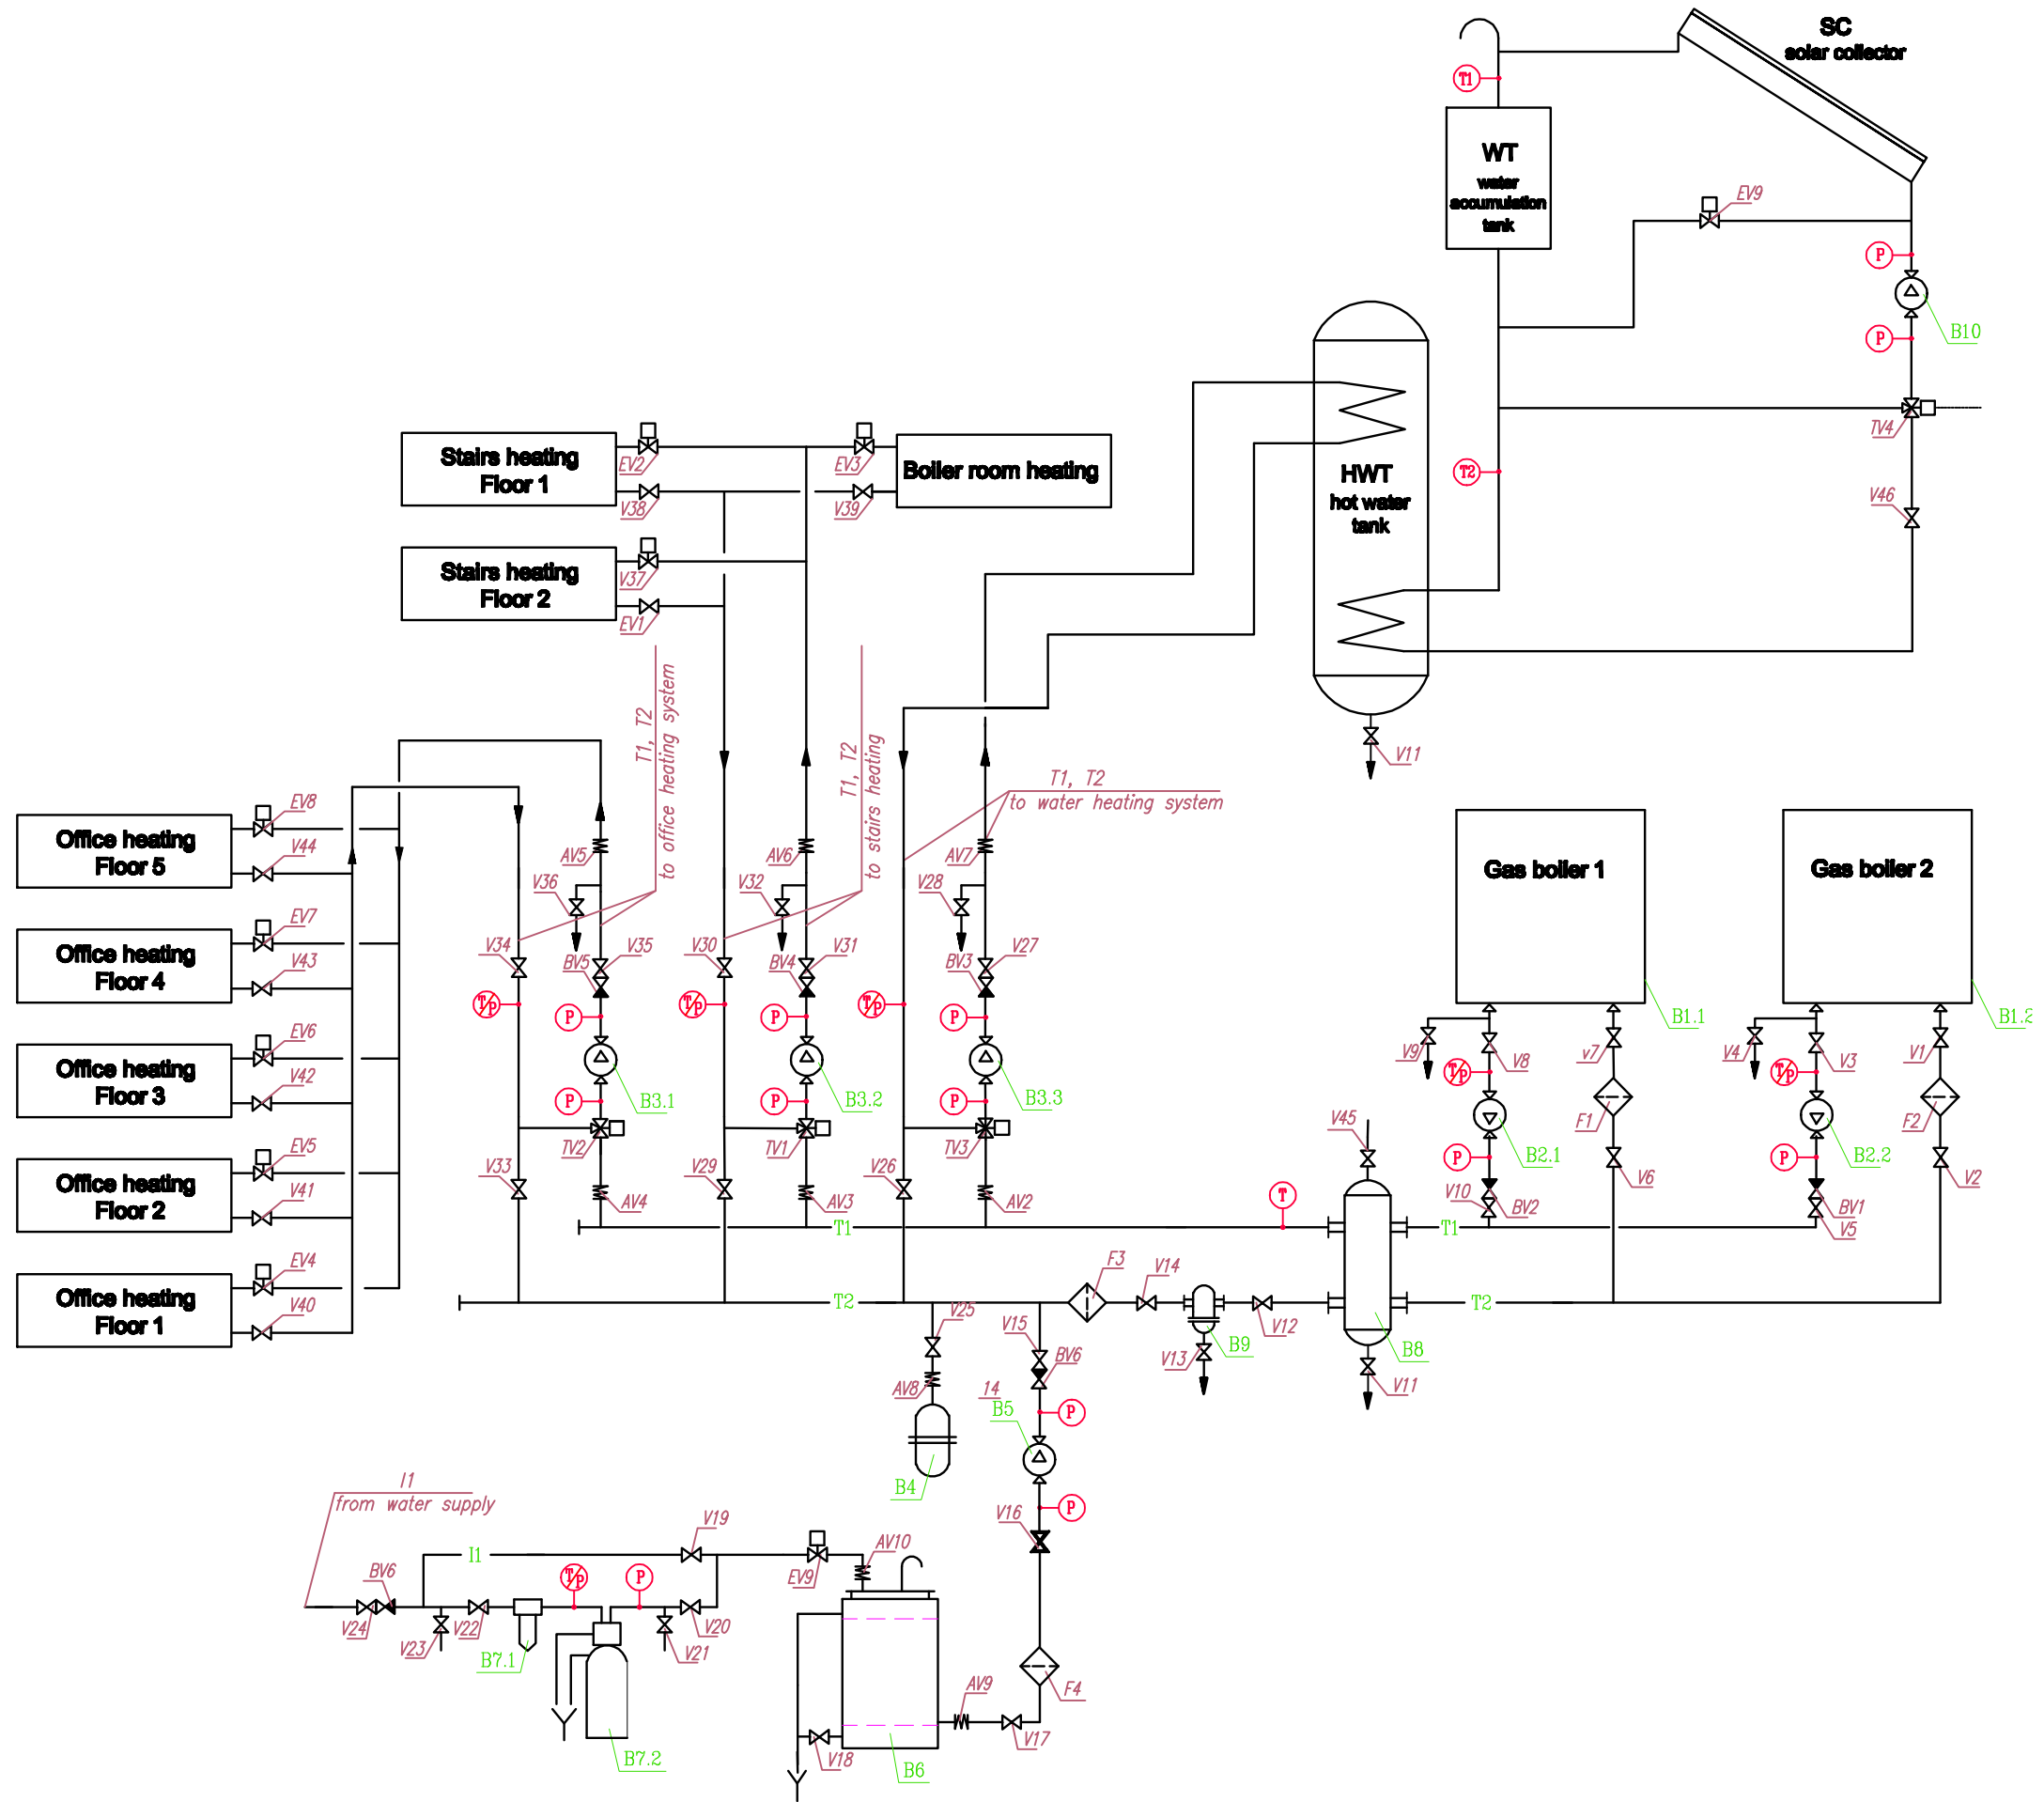 SC
solar collector
T1
WT
water
accumulation
tank
EV9
P
B10
P
TV4
T2
V46
HWT
hot water
tank
V11
Stairs heating
Floor 1
EV2
V38
EV3
V39
Boiler room heating
Stairs heating
Floor 2
V37
EV1
T1, T2
to office heating system
T1, T2
to stairs heating
T1, T2
to water heating system
Office heating
Floor 5
EV8
V44
Office heating
Floor 4
EV7
V43
Office heating
Floor 3
EV6
V42
Office heating
Floor 2
EV5
V41
Office heating
Floor 1
EV4
V40
AV5
V36
V34
V35
BV5
T/p
P
B3.1
P
TV2
V33
AV4
AV6
V32
V30
V31
BV4
T/p
P
B3.2
P
TV1
V29
AV3
AV7
V28
V27
BV3
T/p
P
B3.3
P
TV3
V26
AV2
Gas boiler 1
B1.1
V9
V8
v7
T/p
F1
B2.1
P
V10
BV2
V6
Gas boiler 2
B1.2
V4
V3
V1
T/p
F2
B2.2
P
BV1
V5
V2
V45
T
T1
T1
T2
T2
F3
V14
V12
B9
V13
B8
V11
V25
AV8
B4
V15
BV6
14
B5
P
P
V16
F4
V17
AV9
I1
from water supply
I1
V19
EV9
AV10
BV6
V24
V23
V22
B7.1
T/p
P
V20
V21
B7.2
V18
B6